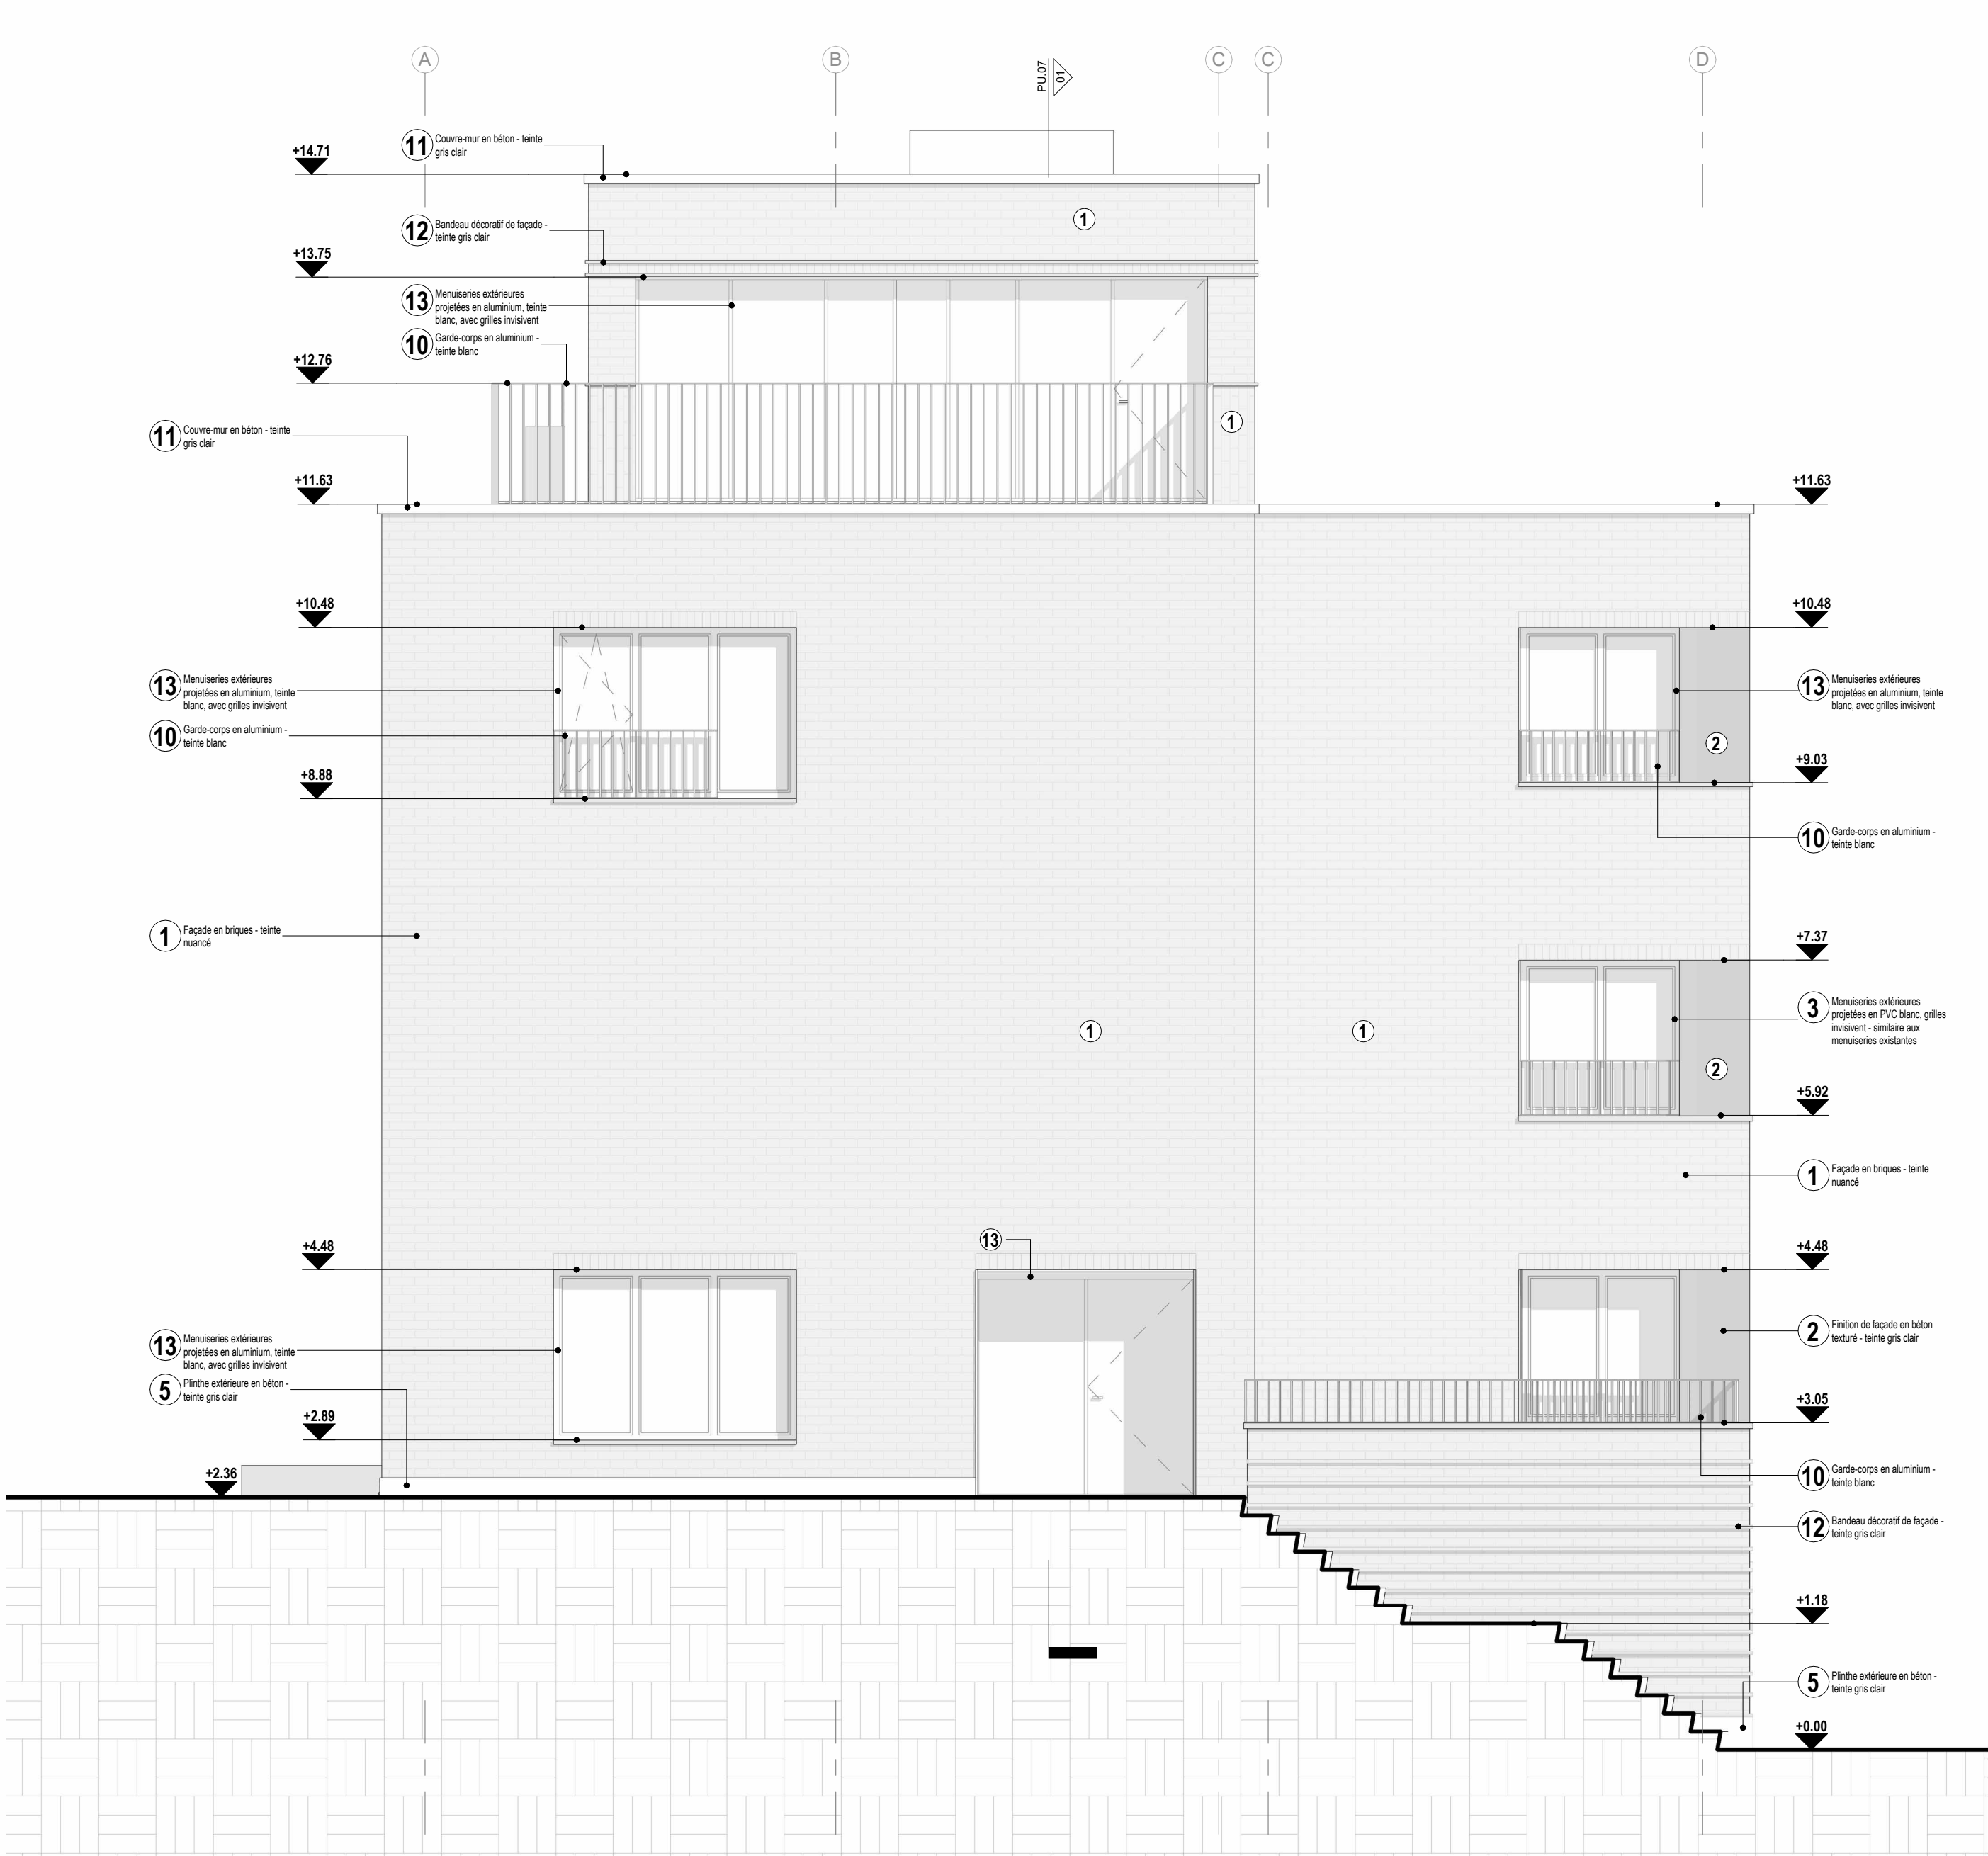 A
B
C
C
D
PU.07
01
11
Couvre-mur en béton - teinte
gris clair
+14.71
1
12
Bandeau décoratif de façade -
teinte gris clair
+13.75
13
Menuiseries extérieures
projetées en aluminium, teinte
blanc, avec grilles invisivent
10
Garde-corps en aluminium -
teinte blanc
+12.76
1
11
Couvre-mur en béton - teinte
gris clair
+11.63
+11.63
+10.48
+10.48
13
Menuiseries extérieures
projetées en aluminium, teinte
blanc, avec grilles invisivent
13
Menuiseries extérieures
projetées en aluminium, teinte
blanc, avec grilles invisivent
10
Garde-corps en aluminium -
teinte blanc
2
+8.88
+9.03
10
Garde-corps en aluminium -
teinte blanc
1
Façade en briques - teinte
nuancé
+7.37
3
Menuiseries extérieures
projetées en PVC blanc, grilles
invisivent - similaire aux
menuiseries existantes
1
1
2
+5.92
1
Façade en briques - teinte
nuancé
+4.48
13
+4.48
13
Menuiseries extérieures
projetées en aluminium, teinte
blanc, avec grilles invisivent
2
Finition de façade en béton
texturé - teinte gris clair
5
Plinthe extérieure en béton -
teinte gris clair
+2.89
+3.05
+2.36
10
Garde-corps en aluminium -
teinte blanc
12
Bandeau décoratif de façade -
teinte gris clair
+1.18
5
Plinthe extérieure en béton -
teinte gris clair
+0.00